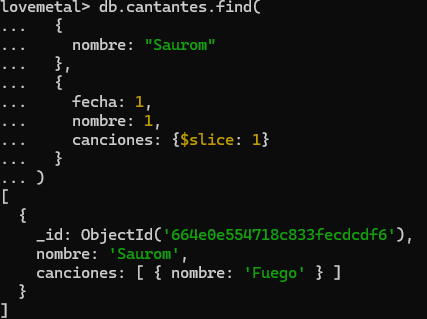 lovemetal> db.cantantes.find(
...   {
...     nombre: "Saurom"
...   },
...   {
...     fecha: 1,
...     nombre: 1,
...     canciones: {$slice: 1}
...   }
... )
[
  {
    _id: ObjectId('664e0e554718c833fecdcdf6'),
    nombre: 'Saurom',
    canciones: [ { nombre: 'Fuego' } ]
  }
]